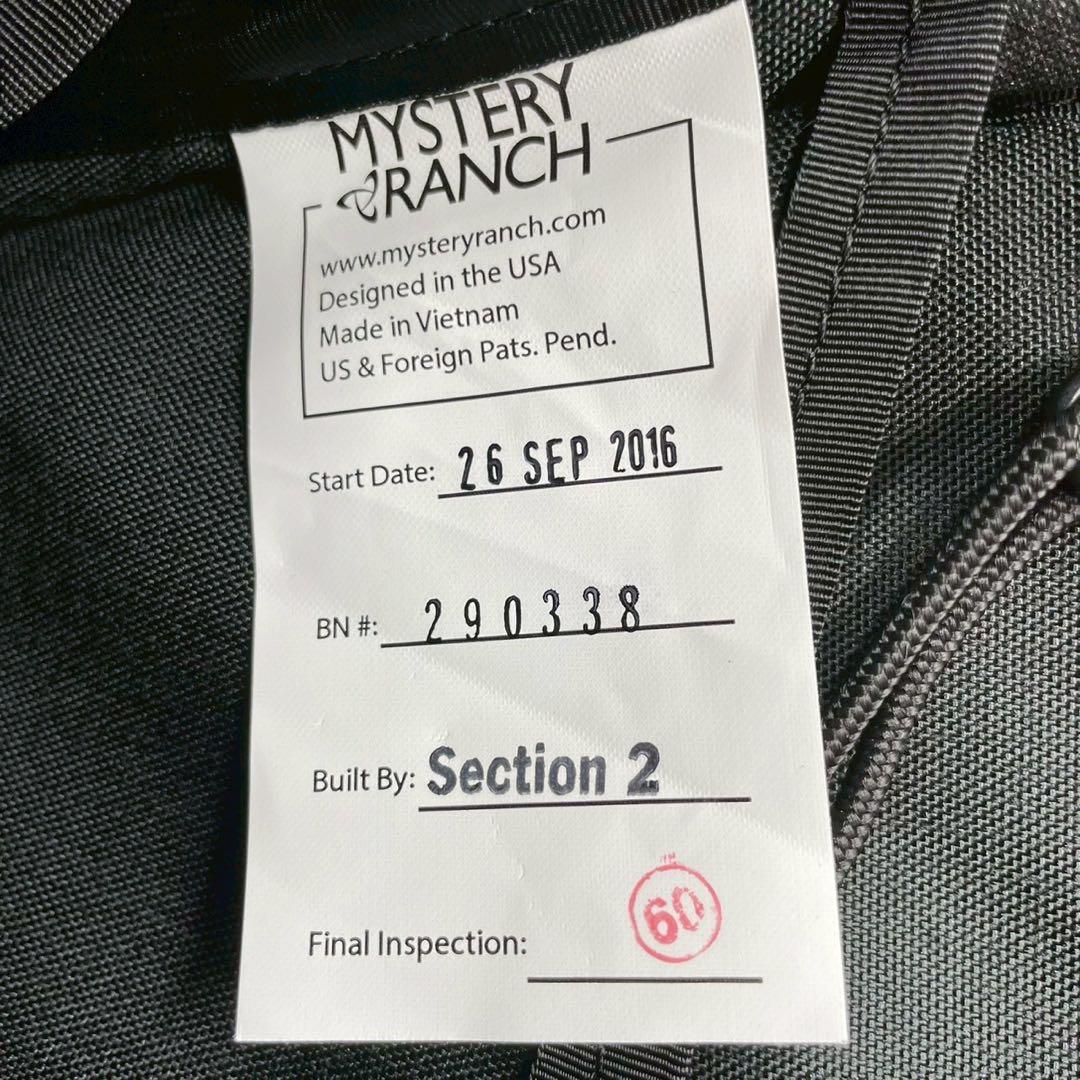 MYSTERY
RANCH
www.mysteryranch.com
Designed in the USA
Made in Vietnam
US & Foreign Pats. Pend.
Start Date: 26 SEP 2016
BN #: 290338
Built By: Section 2
Final Inspection: 60